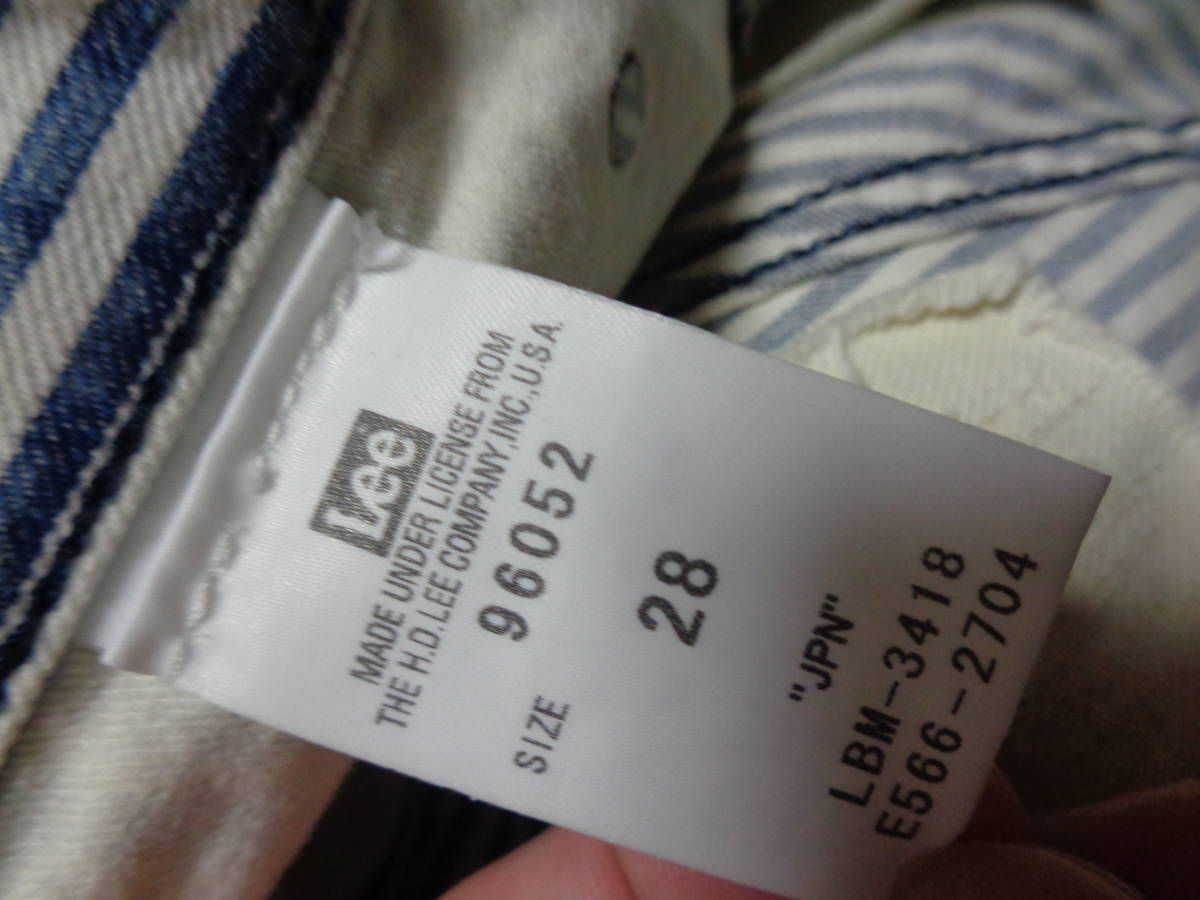 Lee
MADE UNDER LICENSE FROM
THE H.D.LEE COMPANY,INC.,U.S.A.
96052
SIZE 28
"JPN"
LBM-3418
E566-2704